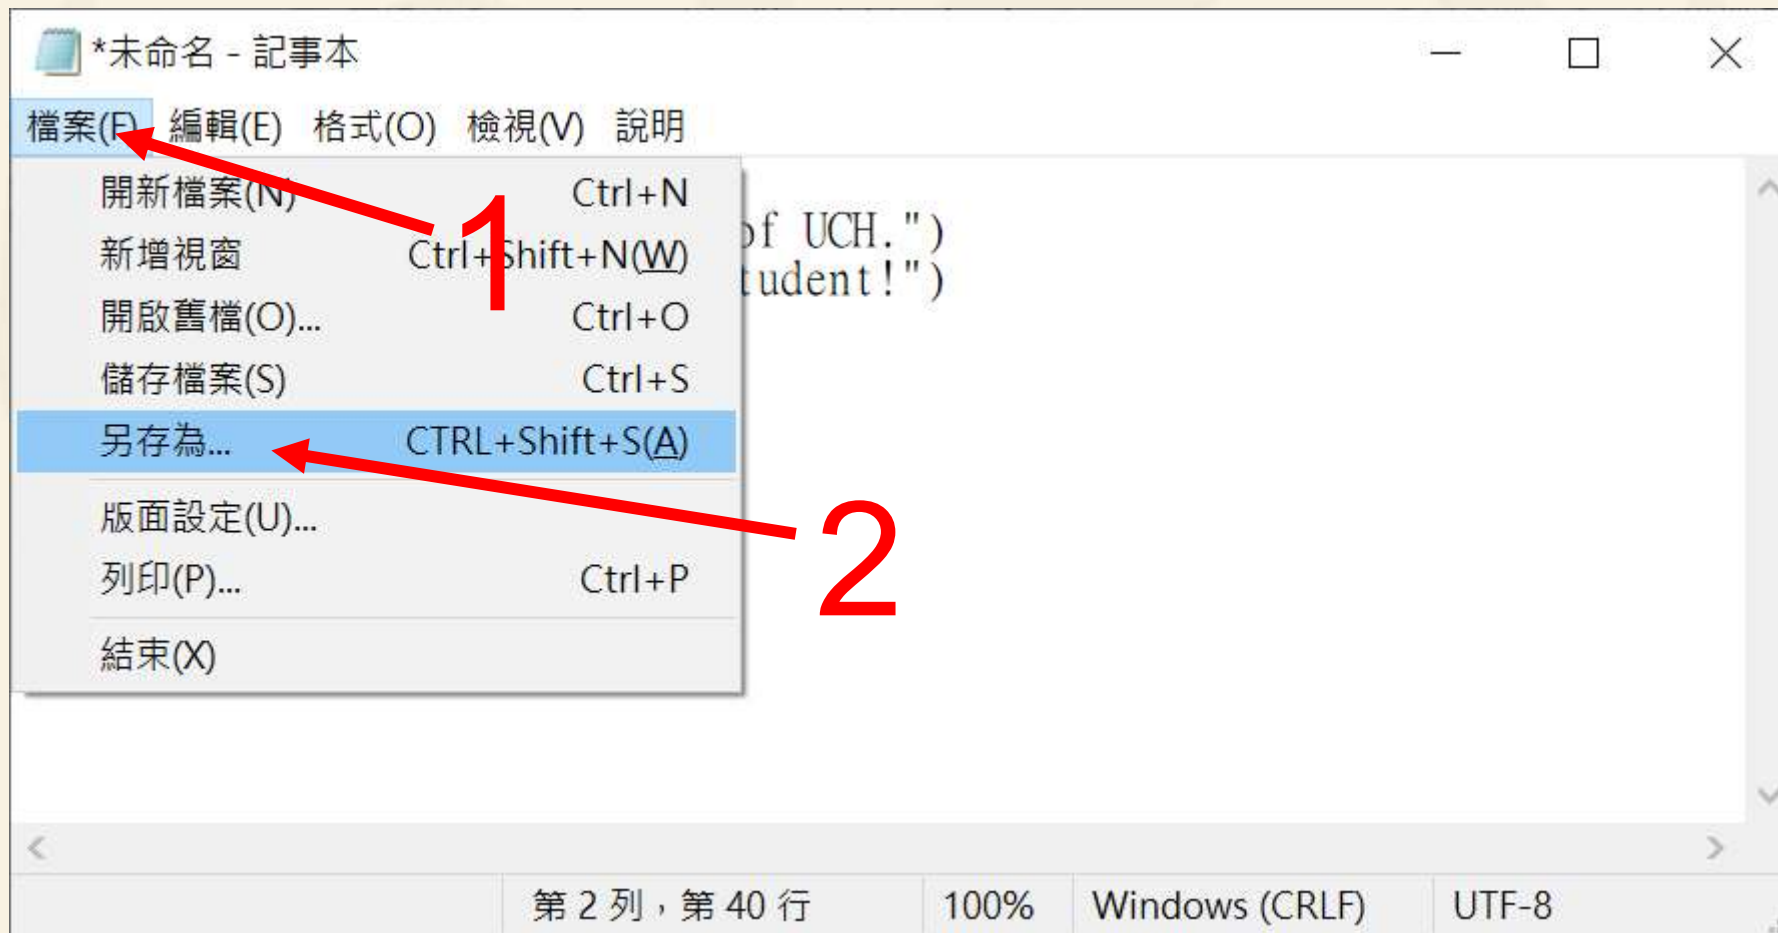 *未命名 - 記事本
檔案(F) 編輯(E) 格式(O) 檢視(V) 說明
開新檔案(N) Ctrl+N
新增視窗 Ctrl+Shift+N(W)
開啟舊檔(O)... Ctrl+O
儲存檔案(S) Ctrl+S
另存為... CTRL+Shift+S(A)
版面設定(U)...
列印(P)... Ctrl+P
結束(X)
of UCH.")
tudent!")
1
2
第 2 列，第 40 行 100% Windows (CRLF) UTF-8